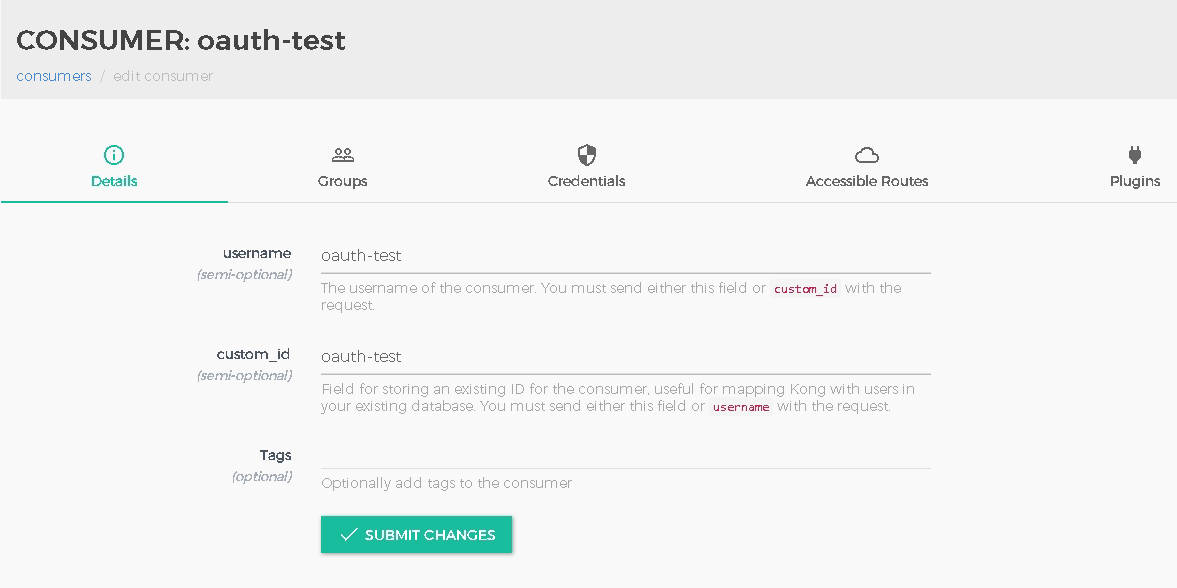 CONSUMER: oauth-test
consumers / edit consumer
Details Groups Credentials Accessible Routes Plugins
username oauth-test
(semi-optional)
The username of the consumer. You must send either this field or custom_id with the
request.
custom_id oauth-test
(semi-optional)
Field for storing an existing ID for the consumer, useful for mapping Kong with users in
your existing database. You must send either this field or username with the request.
Tags
(optional)
Optionally add tags to the consumer
SUBMIT CHANGES